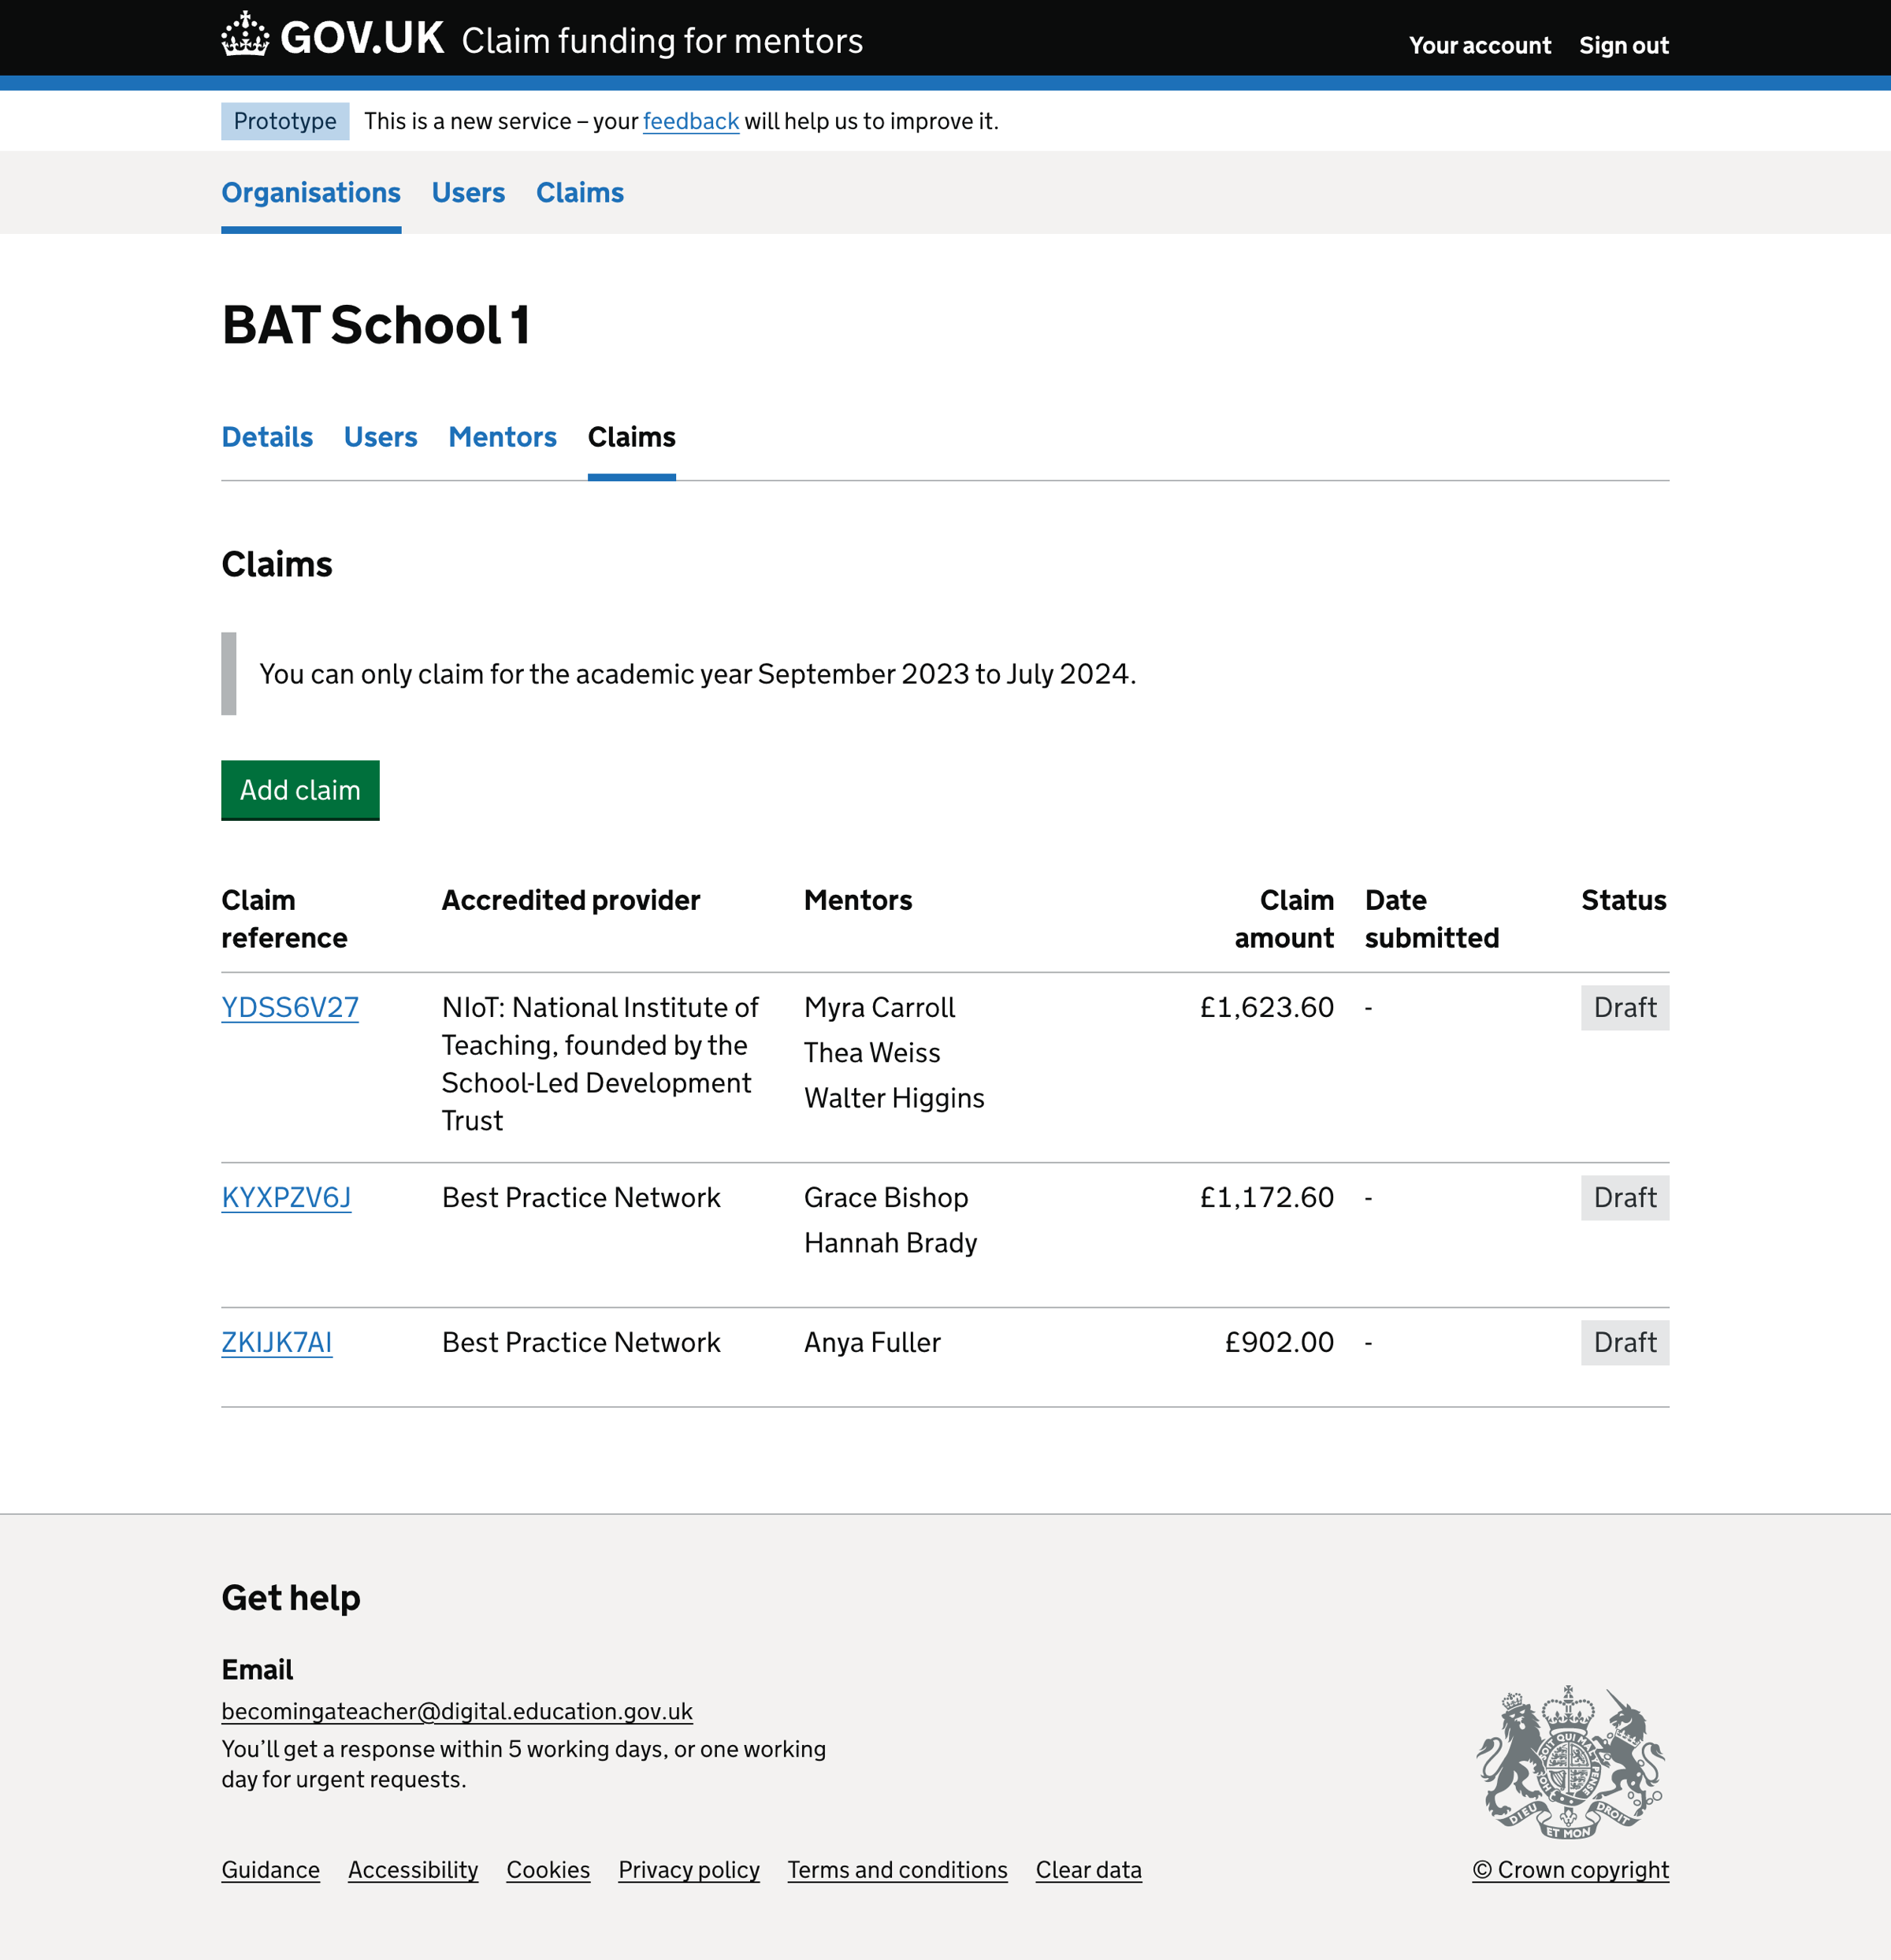 GOV.UK Claim funding for mentors
Your account Sign out
Prototype This is a new service – your feedback will help us to improve it.
Organisations Users Claims
BAT School 1
Details Users Mentors Claims
Claims
You can only claim for the academic year September 2023 to July 2024.
Add claim
Claim reference
Accredited provider
Mentors
Claim amount
Date submitted
Status
YDSS6V27
NIoT: National Institute of
Teaching, founded by the
School-Led Development
Trust
Myra Carroll
Thea Weiss
Walter Higgins
£1,623.60
-
Draft
KYXPZV6J
Best Practice Network
Grace Bishop
Hannah Brady
£1,172.60
-
Draft
ZKIJK7AI
Best Practice Network
Anya Fuller
£902.00
-
Draft
Get help
Email
becomingateacher@digital.education.gov.uk
You’ll get a response within 5 working days, or one working
day for urgent requests.
DIEU ET MON DROIT
Guidance Accessibility Cookies Privacy policy Terms and conditions Clear data
© Crown copyright